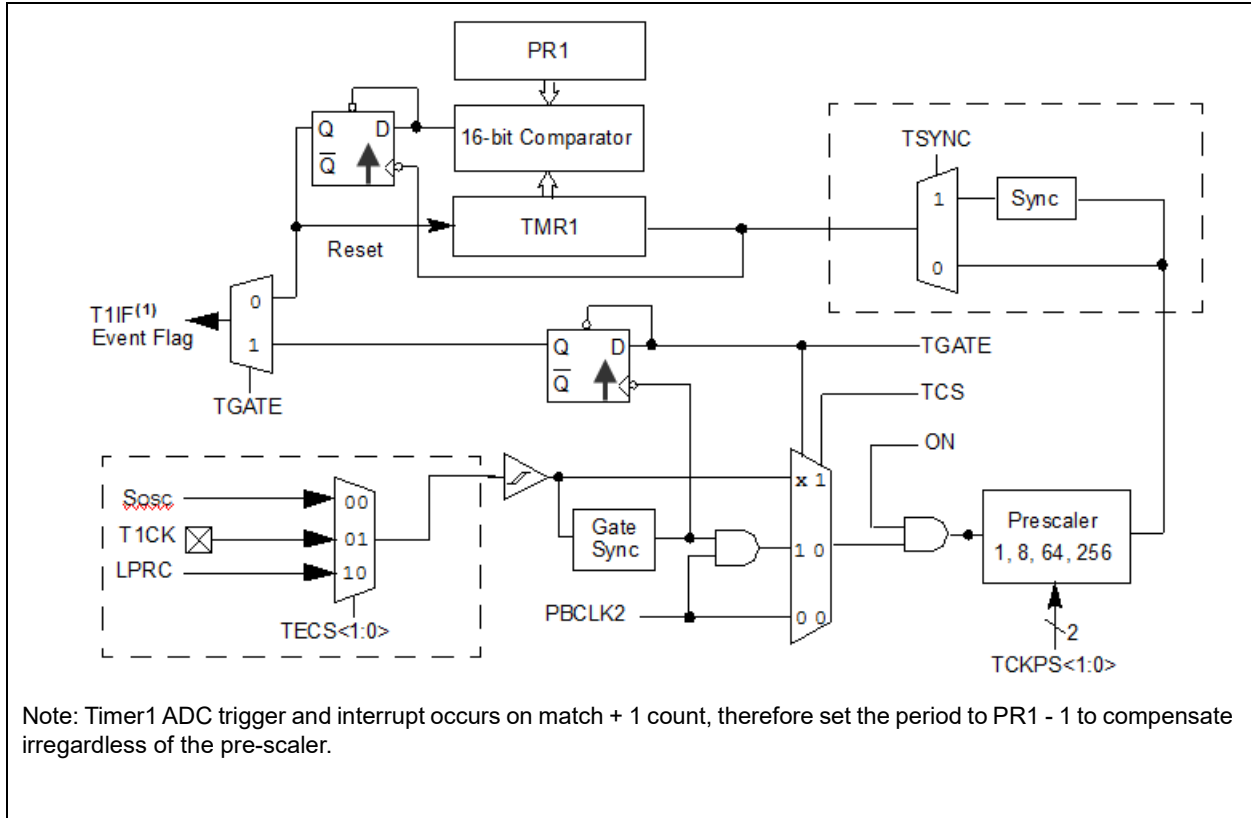 PR1
Q D
16-bit Comparator
Q
TSYNC
1 Sync
TMR1
Reset
0
T1IF(1)
Event Flag
0
1
Q D
TGATE
Q
TGATE
TCS
ON
Sosc
00
x 1
T1CK
01
Gate
Sync
1 0
Prescaler
1, 8, 64, 256
LPRC
10
PBCLK2
0 0
TECS<1:0>
2
TCKPS<1:0>
Note: Timer1 ADC trigger and interrupt occurs on match + 1 count, therefore set the period to PR1 - 1 to compensate
irregardless of the pre-scaler.